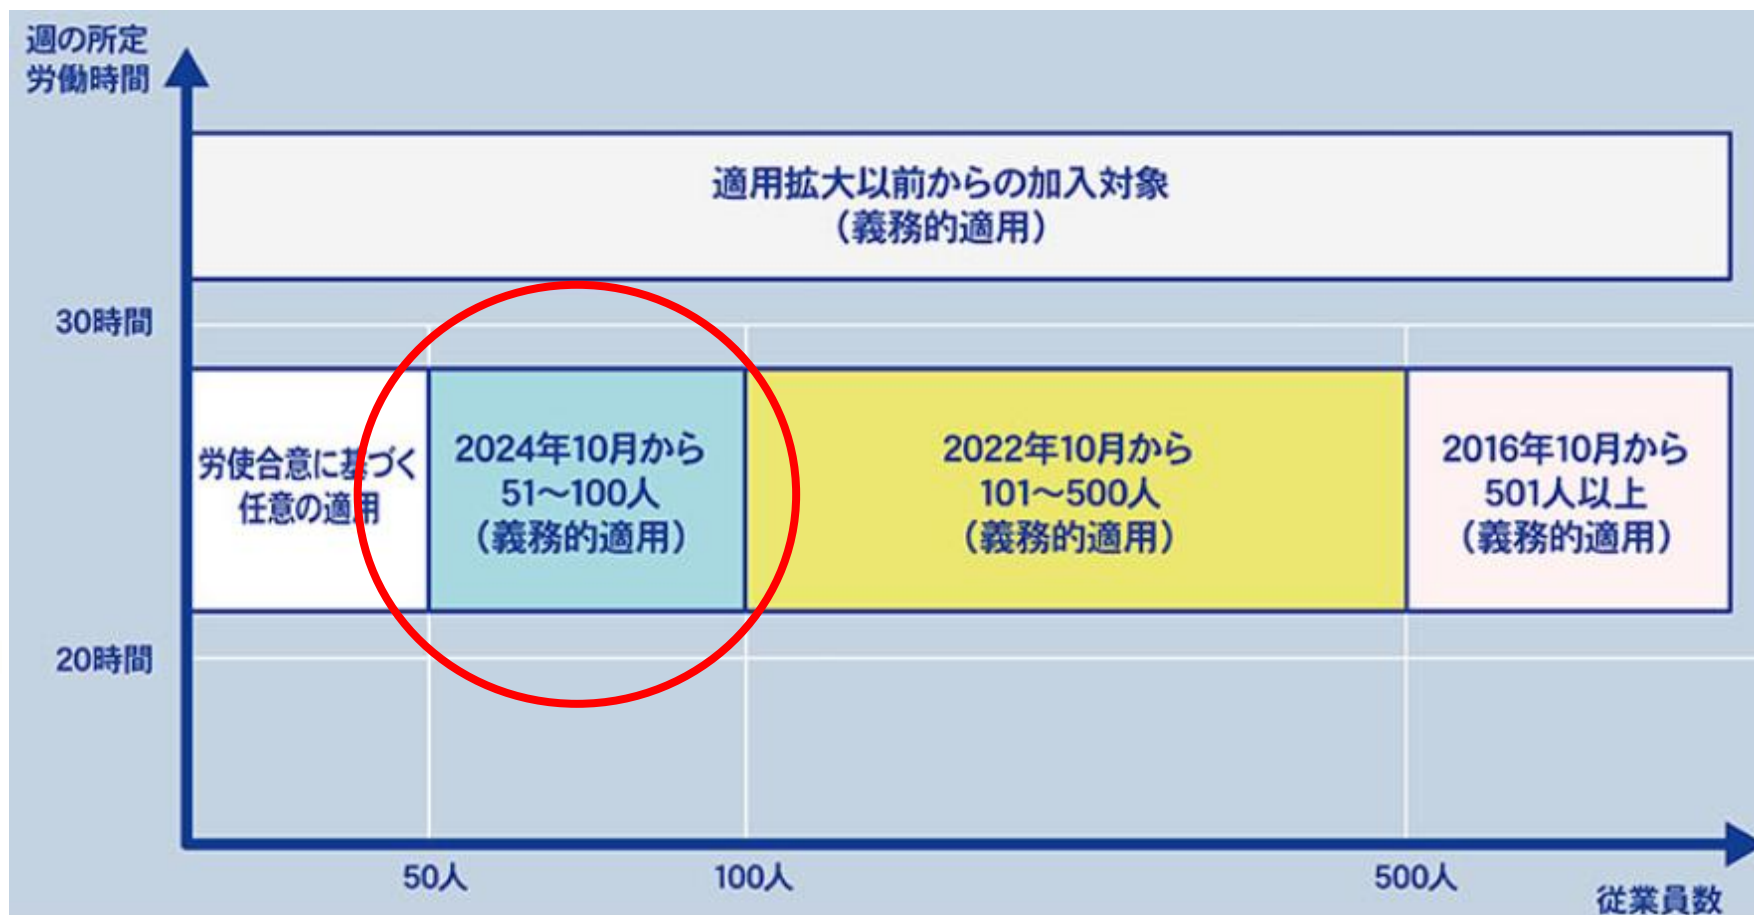 週の所定
労働時間
適用拡大以前からの加入対象
（義務的適用）
30時間
労使合意に基づく
任意の適用
2024年10月から
51～100人
（義務的適用）
2022年10月から
101～500人
（義務的適用）
2016年10月から
501人以上
（義務的適用）
20時間
50人
100人
500人
従業員数